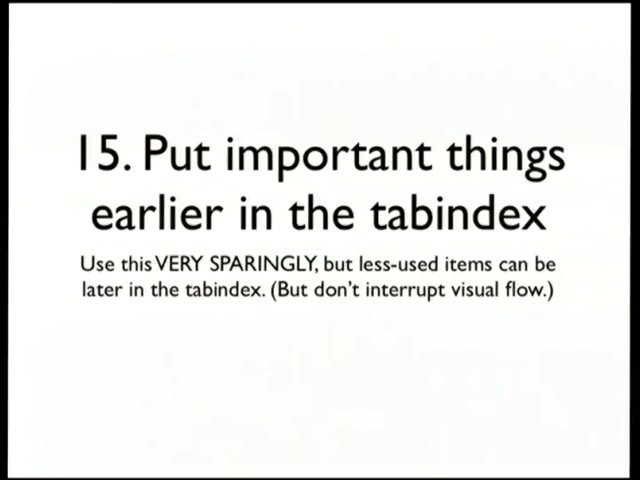 15. Put important things
earlier in the tabindex
Use this VERY SPARINGLY, but less-used items can be
later in the tabindex. (But don't interrupt visual flow.)